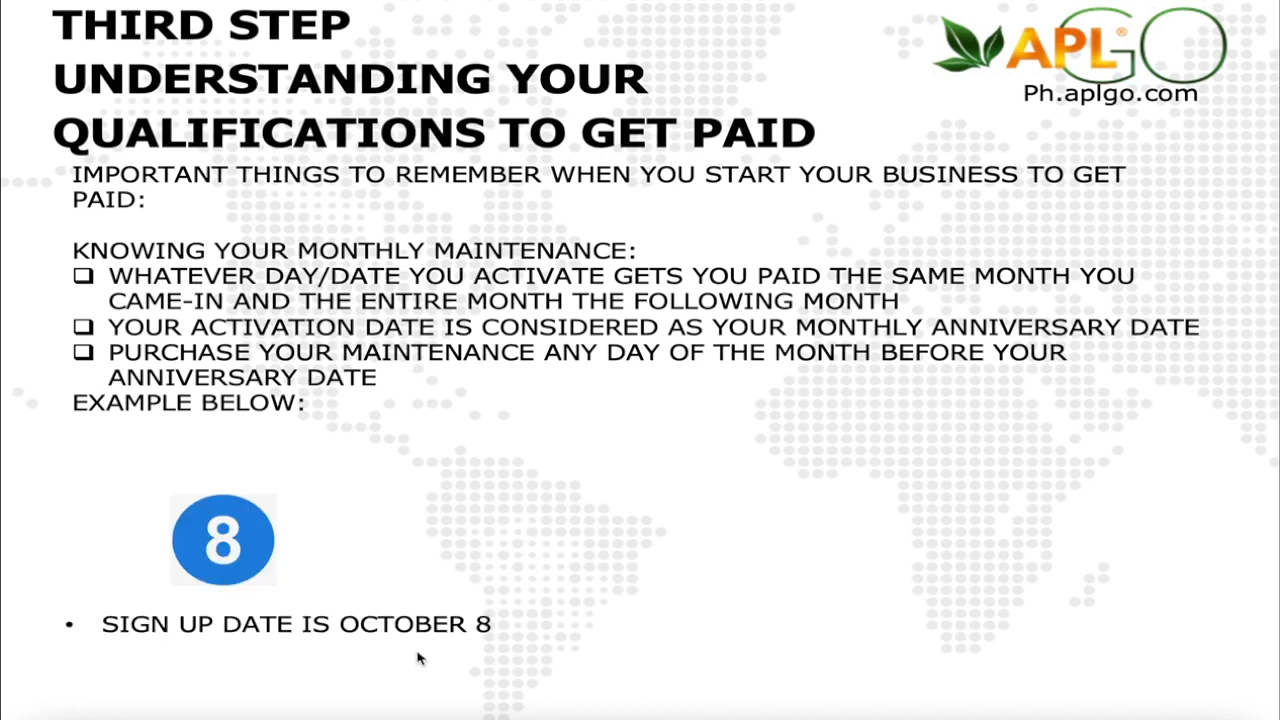 THIRD STEP
UNDERSTANDING YOUR
QUALIFICATIONS TO GET PAID
APL® GO
Ph.aplgo.com
IMPORTANT THINGS TO REMEMBER WHEN YOU START YOUR BUSINESS TO GET
PAID:
KNOWING YOUR MONTHLY MAINTENANCE:
❑ WHATEVER DAY/DATE YOU ACTIVATE GETS YOU PAID THE SAME MONTH YOU
CAME-IN AND THE ENTIRE MONTH THE FOLLOWING MONTH
❑ YOUR ACTIVATION DATE IS CONSIDERED AS YOUR MONTHLY ANNIVERSARY DATE
❑ PURCHASE YOUR MAINTENANCE ANY DAY OF THE MONTH BEFORE YOUR
ANNIVERSARY DATE
EXAMPLE BELOW:
8
• SIGN UP DATE IS OCTOBER 8